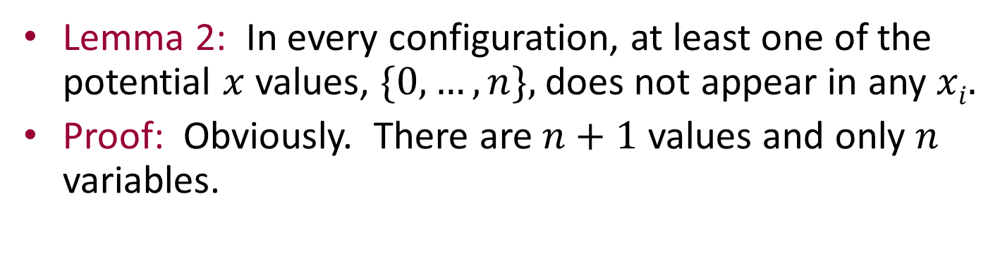 • Lemma 2: In every configuration, at least one of the
potential x values, {0, … , n}, does not appear in any xᵢ.
• Proof: Obviously. There are n + 1 values and only n
variables.